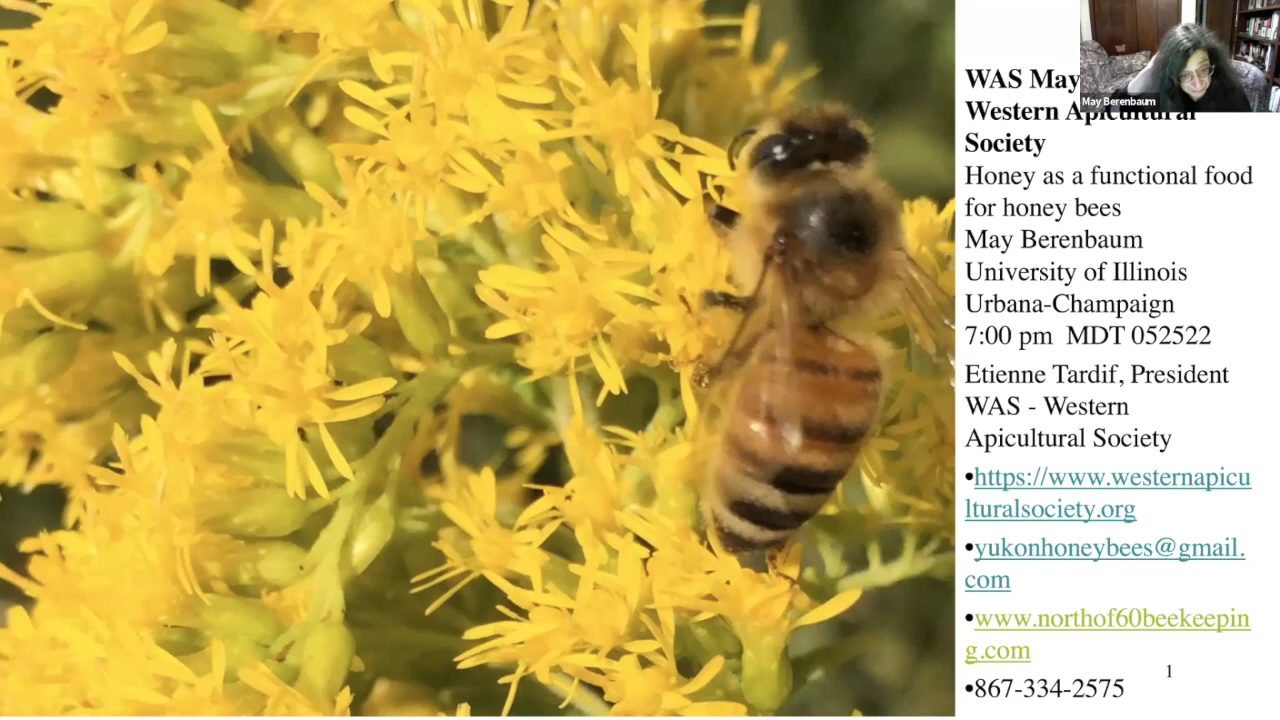 WAS May
May Berenbaum
Western Apicultural
Society
Honey as a functional food
for honey bees
May Berenbaum
University of Illinois
Urbana-Champaign
7:00 pm MDT 052522
Etienne Tardif, President
WAS - Western
Apicultural Society
•https://www.westernapicu
lturalsociety.org
•yukonhoneybees@gmail.
com
•www.northof60beekeepin
g.com
1
•867-334-2575